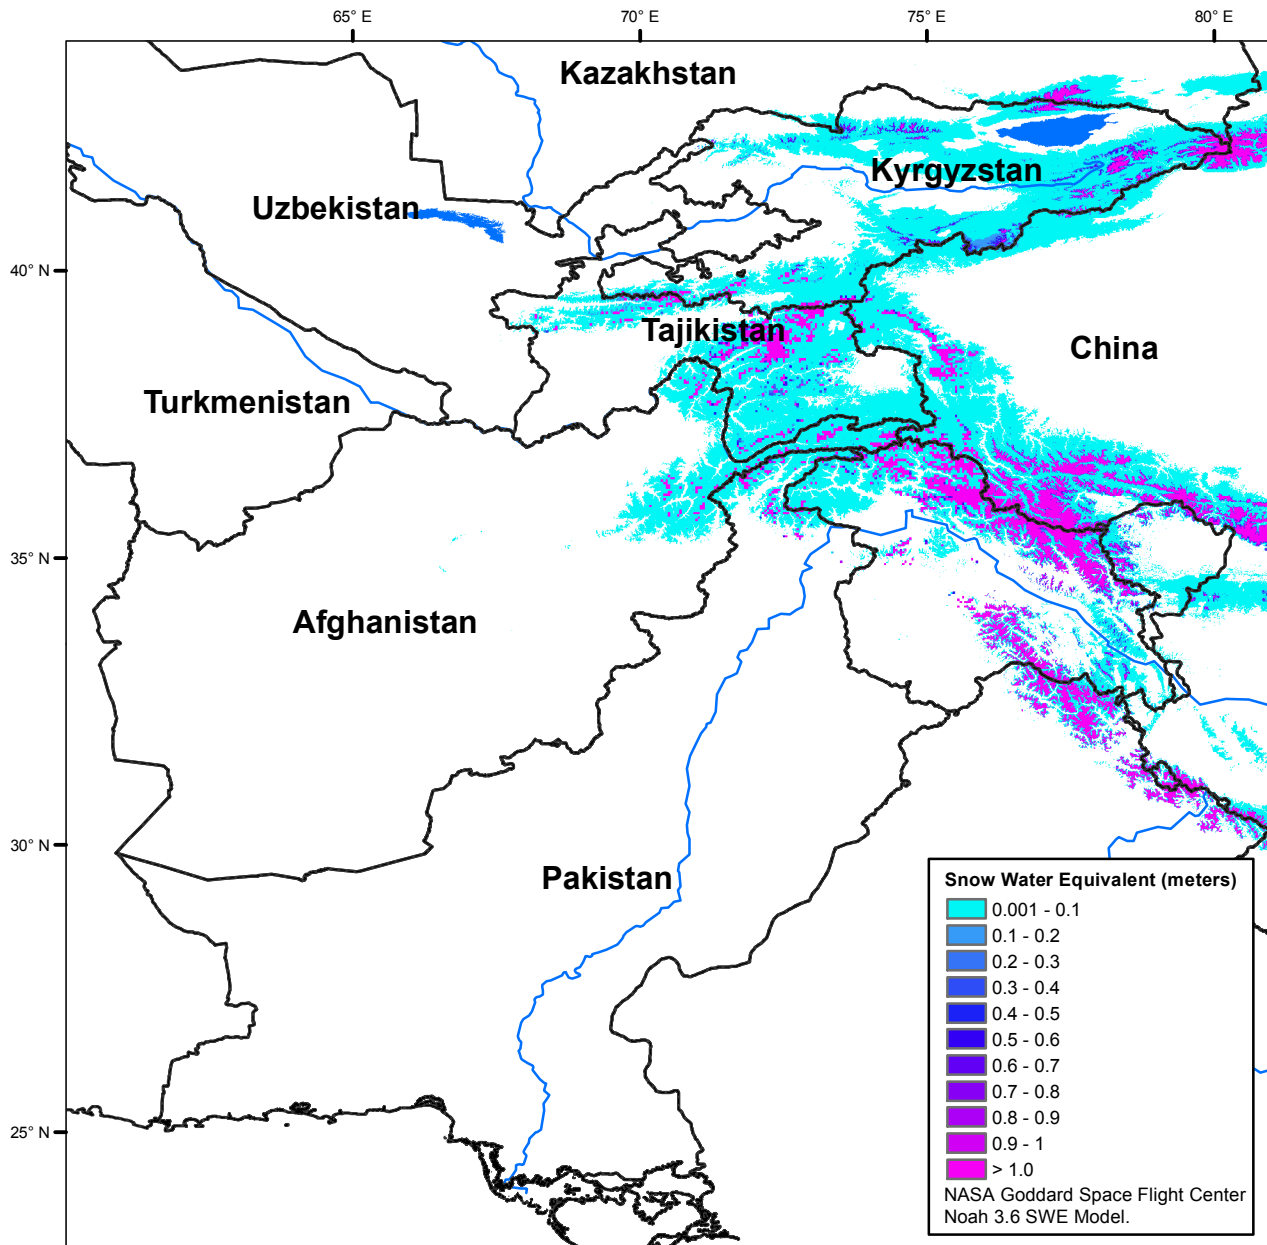 65° E
70° E
75° E
80° E
Kazakhstan
Kyrgyzstan
Uzbekistan
40° N
Tajikistan
China
Turkmenistan
35° N
Afghanistan
30° N
Pakistan
25° N
Snow Water Equivalent (meters)
0.001 - 0.1
0.1 - 0.2
0.2 - 0.3
0.3 - 0.4
0.4 - 0.5
0.5 - 0.6
0.6 - 0.7
0.7 - 0.8
0.8 - 0.9
0.9 - 1
> 1.0
NASA Goddard Space Flight Center
Noah 3.6 SWE Model.